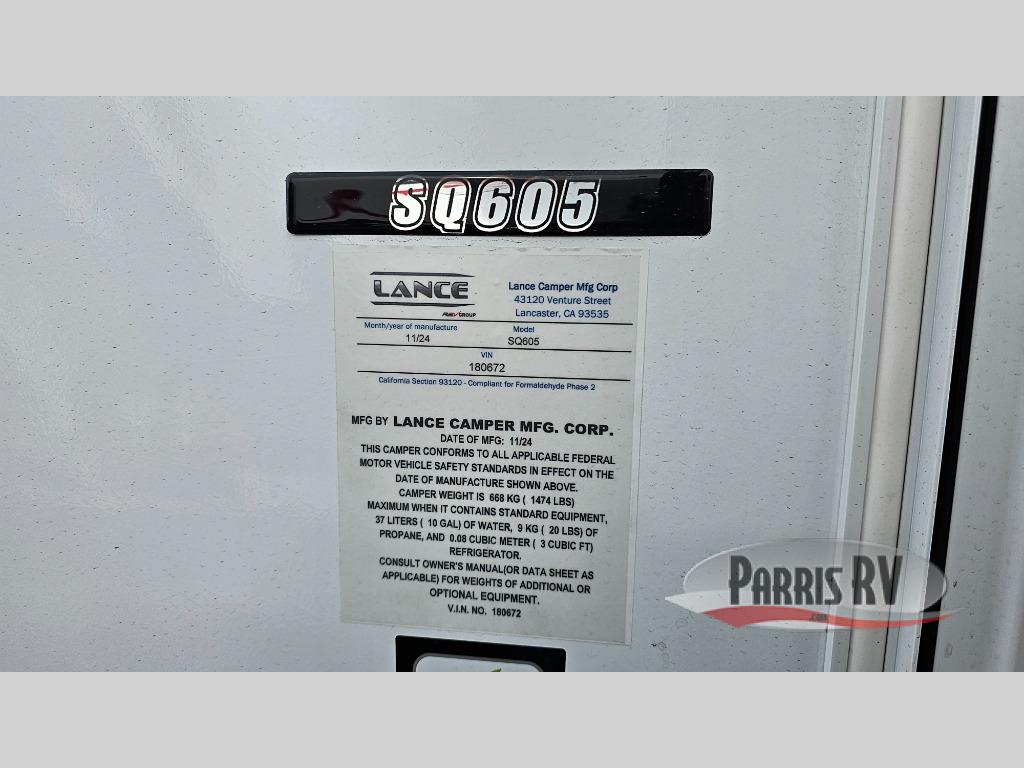 SQ605
LANCE
REV GROUP
Lance Camper Mfg Corp
43120 Venture Street
Lancaster, CA 93535
Month/year of manufacture
11/24
Model
SQ605
VIN
180672
California Section 93120 - Compliant for Formaldehyde Phase 2
MFG BY LANCE CAMPER MFG. CORP.
DATE OF MFG: 11/24
THIS CAMPER CONFORMS TO ALL APPLICABLE FEDERAL
MOTOR VEHICLE SAFETY STANDARDS IN EFFECT ON THE
DATE OF MANUFACTURE SHOWN ABOVE.
CAMPER WEIGHT IS 668 KG ( 1474 LBS)
MAXIMUM WHEN IT CONTAINS STANDARD EQUIPMENT,
37 LITERS ( 10 GAL) OF WATER, 9 KG ( 20 LBS) OF
PROPANE, AND 0.08 CUBIC METER ( 3 CUBIC FT)
REFRIGERATOR.
CONSULT OWNER'S MANUAL(OR DATA SHEET AS
APPLICABLE) FOR WEIGHTS OF ADDITIONAL OR
OPTIONAL EQUIPMENT.
V.I.N. NO. 180672
PARRIS RV
.com